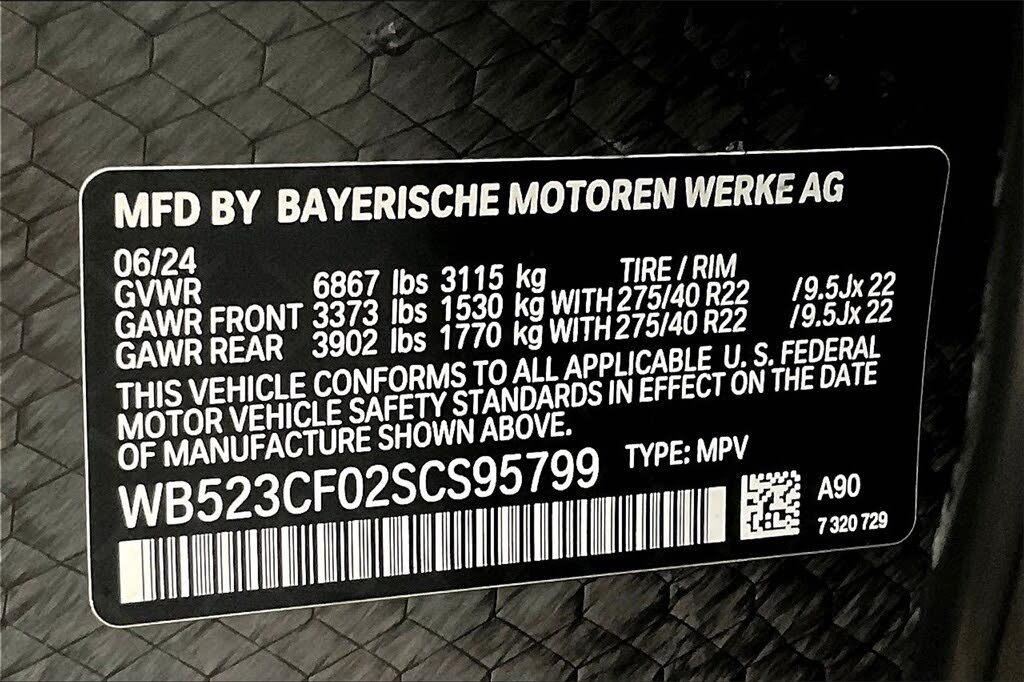 MFD BY BAYERISCHE MOTOREN WERKE AG
06/24 TIRE / RIM
GVWR 6867 lbs 3115 kg
GAWR FRONT 3373 lbs 1530 kg WITH 275/40 R22 /9.5Jx 22
GAWR REAR 3902 lbs 1770 kg WITH 275/40 R22 /9.5Jx 22
THIS VEHICLE CONFORMS TO ALL APPLICABLE U. S. FEDERAL
MOTOR VEHICLE SAFETY STANDARDS IN EFFECT ON THE DATE
OF MANUFACTURE SHOWN ABOVE.
WB523CF02SCS95799 TYPE: MPV
A90
7 320 729